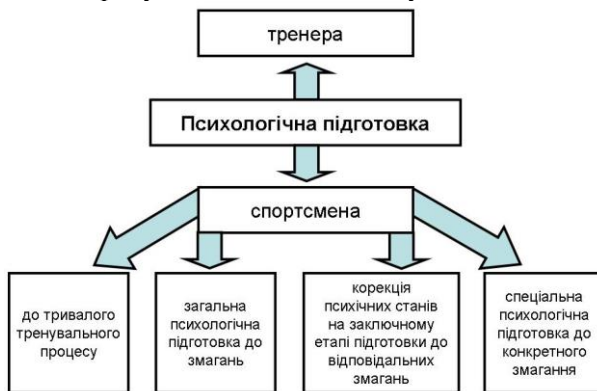 тренера
Психологічна підготовка
спортсмена
до тривалого
тренувального
процесу
загальна
психологічна
підготовка до
змагань
корекція
психічних станів
на заключному
етапі підготовки до
відповідальних
змагань
спеціальна
психологічна
підготовка до
конкретного
змагання